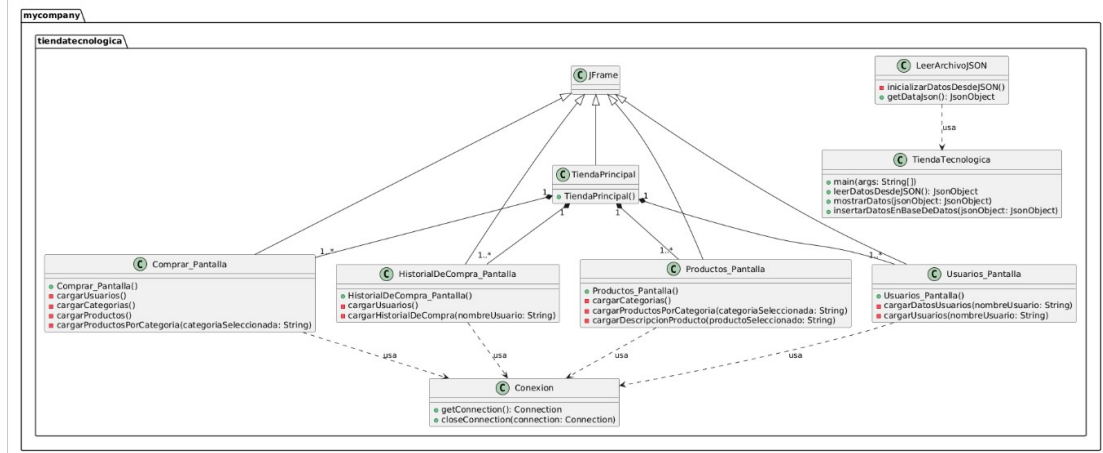 mycompany
tiendatecnologica
C JFrame
C LeerArchivoJSON
inicializarDatosDesdeJSON()
getDataJson(): JsonObject
usa
C TiendaTecnologica
main(args: String[])
leerDatosDesdeJSON(): JsonObject
mostrarDatos(jsonObject: JsonObject)
insertarDatosEnBaseDeDatos(jsonObject: JsonObject)
C TiendaPrincipal
TiendaPrincipal()
1
1
1
1
1..*
1..*
1..*
1..*
C Comprar_Pantalla
Comprar_Pantalla()
cargarUsuarios()
cargarCategorias()
cargarProductos()
cargarProductosPorCategoria(categoriaSeleccionada: String)
C HistorialDeCompra_Pantalla
HistorialDeCompra_Pantalla()
cargarUsuarios()
cargarHistorialDeCompra(nombreUsuario: String)
C Productos_Pantalla
Productos_Pantalla()
cargarCategorias()
cargarProductosPorCategoria(categoriaSeleccionada: String)
cargarDescripcionProducto(productoSeleccionado: String)
C Usuarios_Pantalla
Usuarios_Pantalla()
cargarDatosUsuarios(nombreUsuario: String)
cargarUsuarios(nombreUsuario: String)
usa
usa
usa
usa
C Conexion
getConnection(): Connection
closeConnection(connection: Connection)